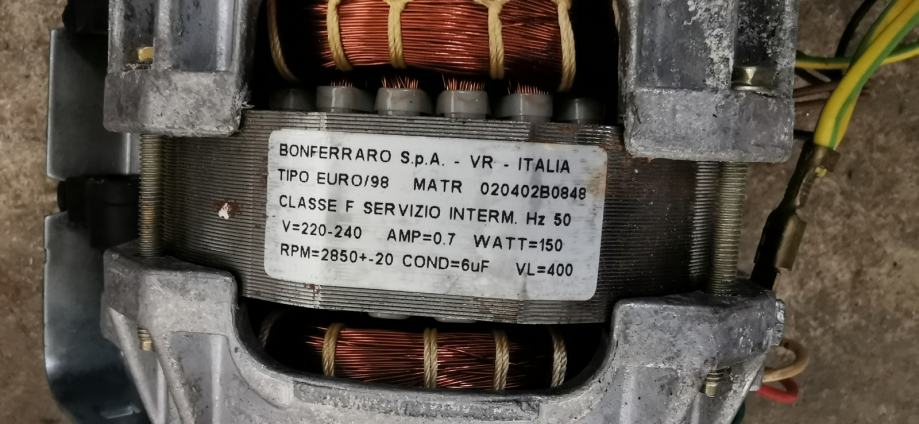 BONFERRARO S.p.A. - VR - ITALIA
TIPO EURO/98 MATR 020402B0848
CLASSE F SERVIZIO INTERM. Hz 50
V=220-240 AMP=0.7 WATT=150
RPM=2850+-20 COND=6uF VL=400